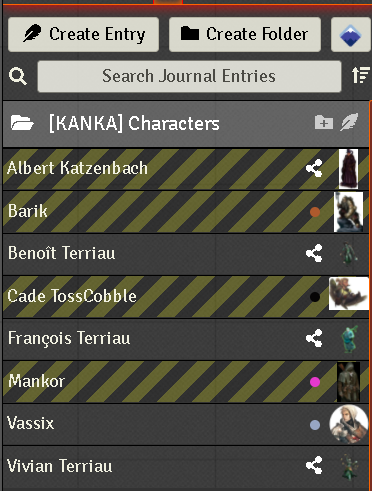 Create Entry Create Folder
Search Journal Entries
[KANKA] Characters
Albert Katzenbach
Barik
Benoît Terriau
Cade TossCobble
François Terriau
Mankor
Vassix
Vivian Terriau